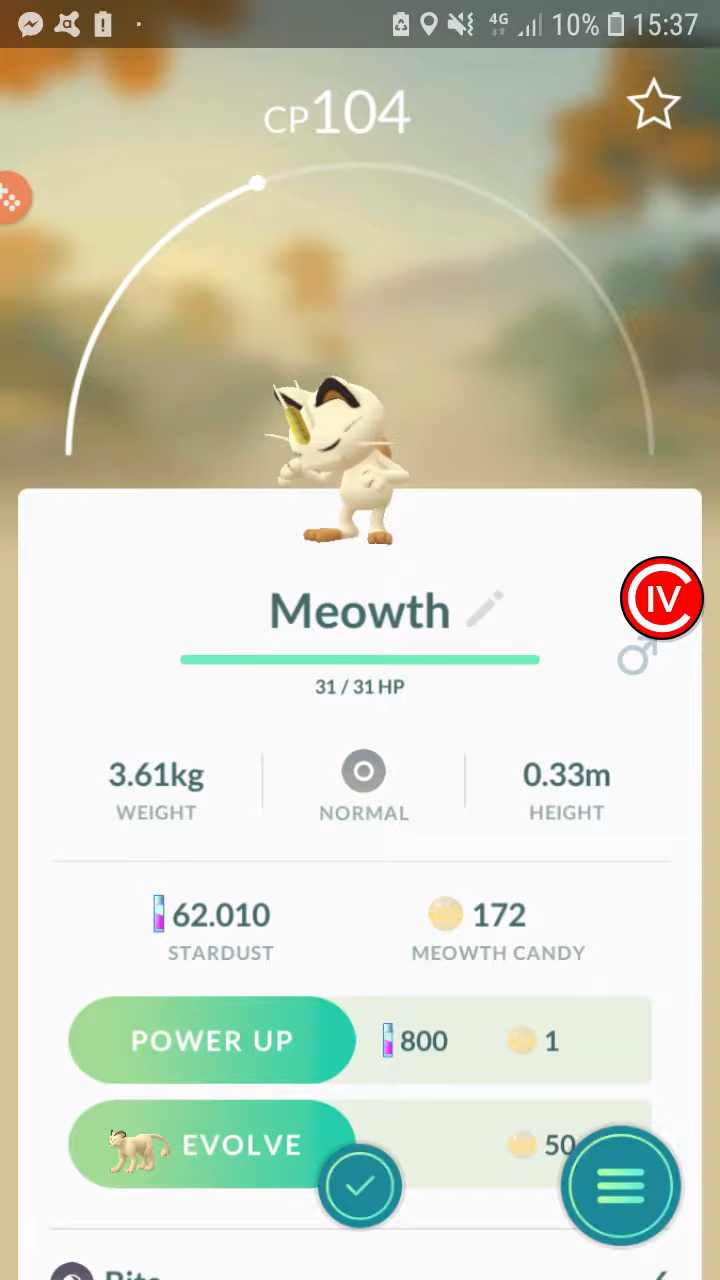 4G 10% 15:37
CP104
Meowth
IV
31 / 31 HP
3.61kg
WEIGHT
NORMAL
0.33m
HEIGHT
62.010
STARDUST
172
MEOWTH CANDY
POWER UP 800 1
EVOLVE 50